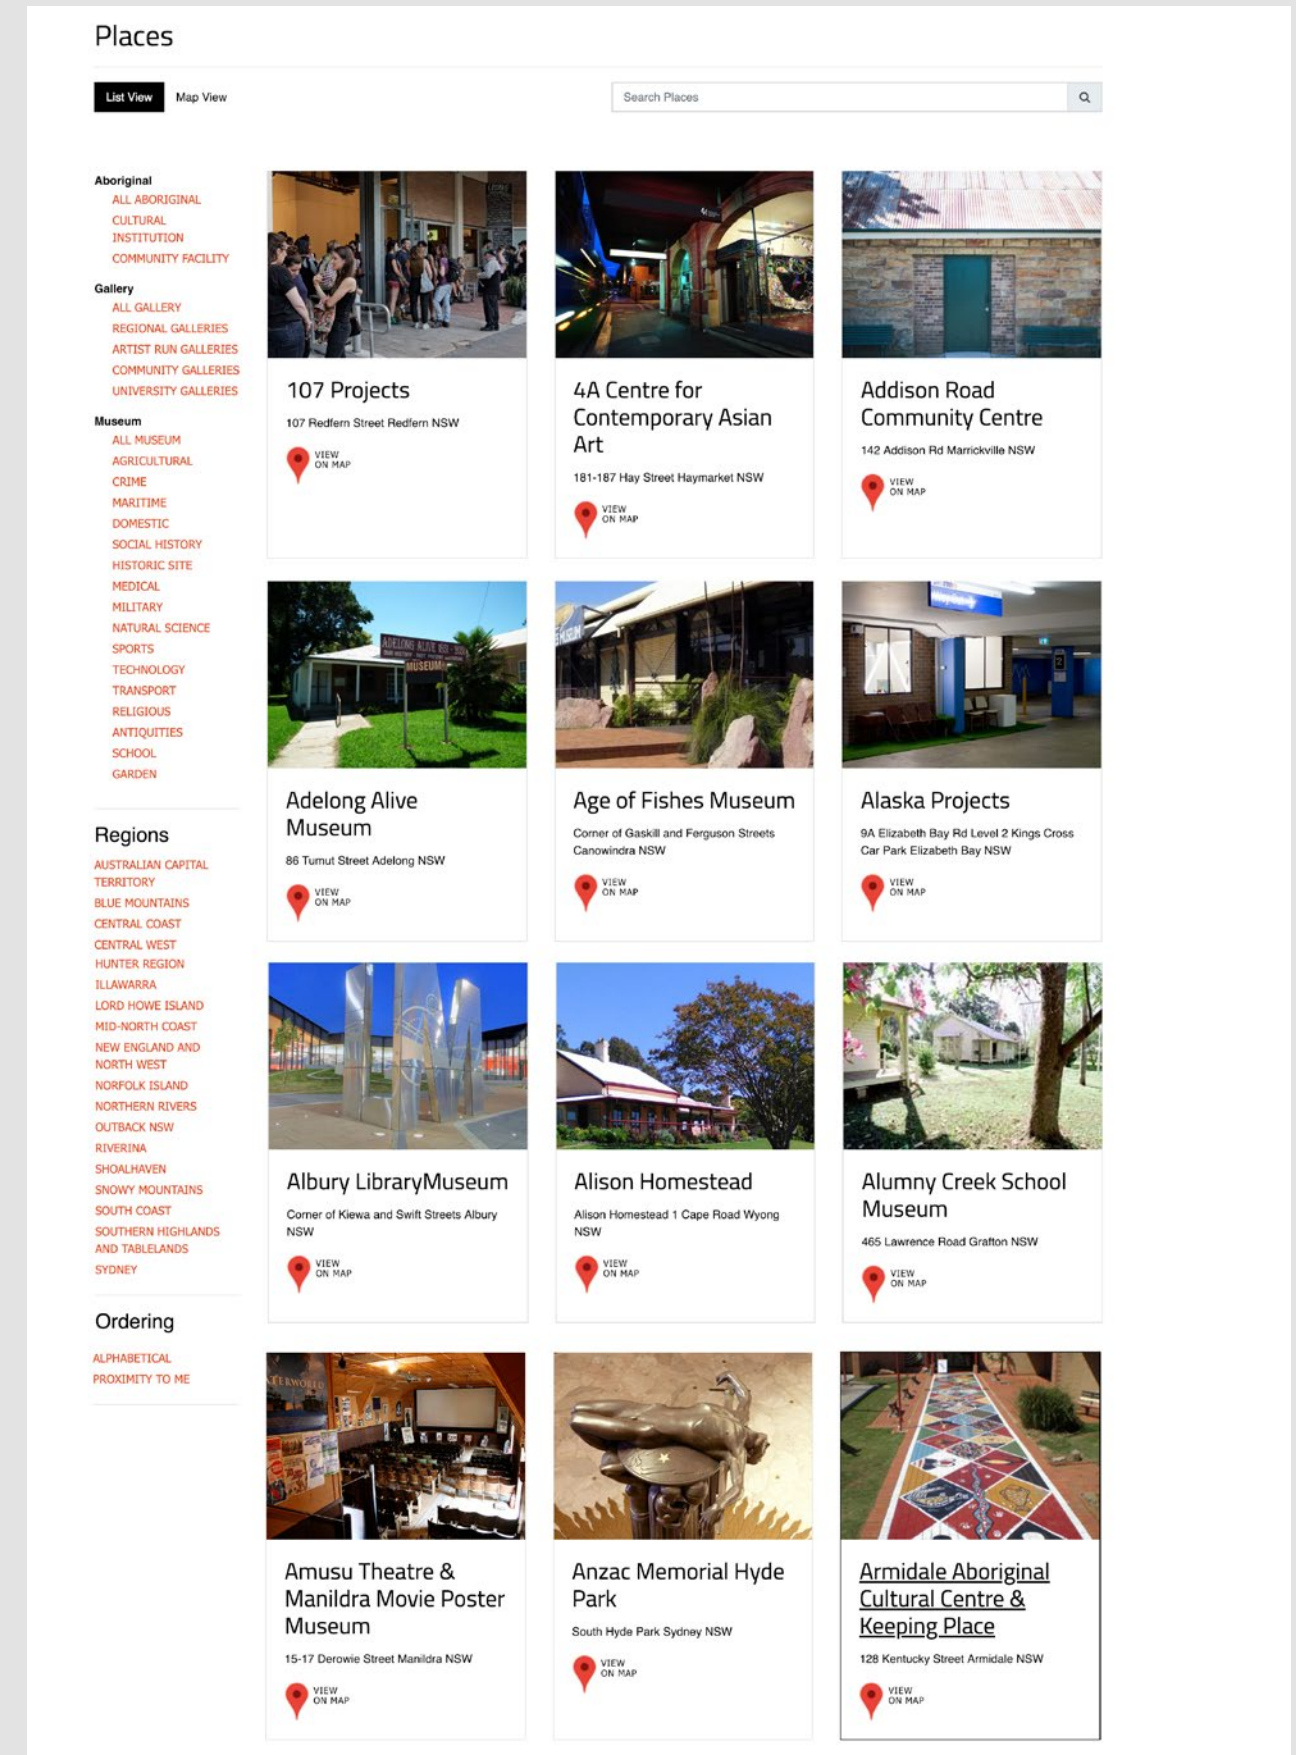 Places
List View
Map View
Search Places
Aboriginal
ALL ABORIGINAL
CULTURAL
INSTITUTION
COMMUNITY FACILITY
Gallery
ALL GALLERY
REGIONAL GALLERIES
ARTIST RUN GALLERIES
COMMUNITY GALLERIES
UNIVERSITY GALLERIES
Museum
ALL MUSEUM
AGRICULTURAL
CRIME
MARITIME
DOMESTIC
SOCIAL HISTORY
HISTORIC SITE
MEDICAL
MILITARY
NATURAL SCIENCE
SPORTS
TECHNOLOGY
TRANSPORT
RELIGIOUS
ANTIQUITIES
SCHOOL
GARDEN
Regions
AUSTRALIAN CAPITAL
TERRITORY
BLUE MOUNTAINS
CENTRAL COAST
CENTRAL WEST
HUNTER REGION
ILLAWARRA
LORD HOWE ISLAND
MID-NORTH COAST
NEW ENGLAND AND
NORTH WEST
NORFOLK ISLAND
NORTHERN RIVERS
OUTBACK NSW
RIVERINA
SHOALHAVEN
SNOWY MOUNTAINS
SOUTH COAST
SOUTHERN HIGHLANDS
AND TABLELANDS
SYDNEY
Ordering
ALPHABETICAL
PROXIMITY TO ME
107 Projects
107 Redfern Street Redfern NSW
VIEW
ON MAP
4A Centre for
Contemporary Asian
Art
181-187 Hay Street Haymarket NSW
VIEW
ON MAP
Addison Road
Community Centre
142 Addison Rd Marrickville NSW
VIEW
ON MAP
ADELONG ALIVE
MUSEUM
Adelong Alive
Museum
86 Tumut Street Adelong NSW
VIEW
ON MAP
MUSEUM
Age of Fishes Museum
Corner of Gaskill and Ferguson Streets
Canowindra NSW
VIEW
ON MAP
2
Alaska Projects
9A Elizabeth Bay Rd Level 2 Kings Cross
Car Park Elizabeth Bay NSW
VIEW
ON MAP
Albury LibraryMuseum
Corner of Kiewa and Swift Streets Albury
NSW
VIEW
ON MAP
Alison Homestead
Alison Homestead 1 Cape Road Wyong
NSW
VIEW
ON MAP
Alumny Creek School
Museum
465 Lawrence Road Grafton NSW
VIEW
ON MAP
Amusu Theatre &
Manildra Movie Poster
Museum
15-17 Derowie Street Manildra NSW
VIEW
ON MAP
Anzac Memorial Hyde
Park
South Hyde Park Sydney NSW
VIEW
ON MAP
Armidale Aboriginal
Cultural Centre &
Keeping Place
128 Kentucky Street Armidale NSW
VIEW
ON MAP